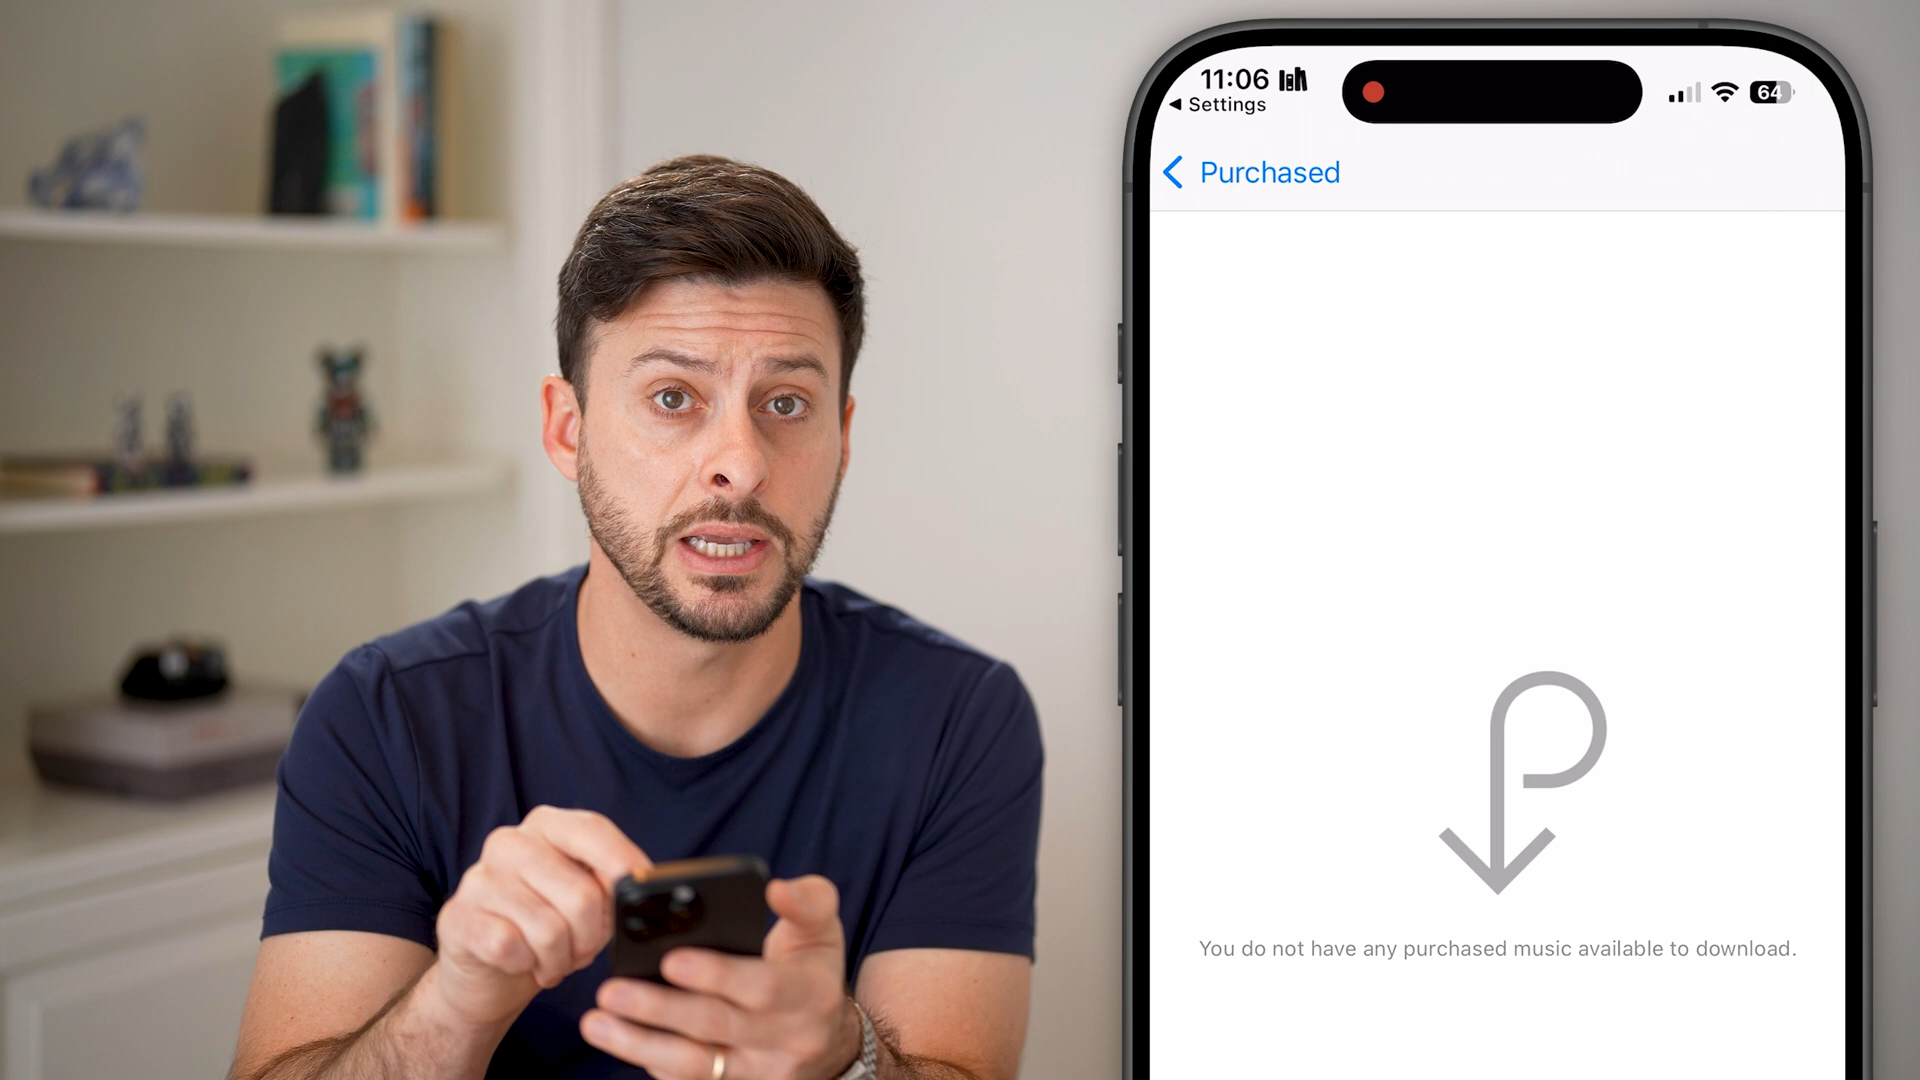 11:06
64
Settings
Purchased
You do not have any purchased music available to download.